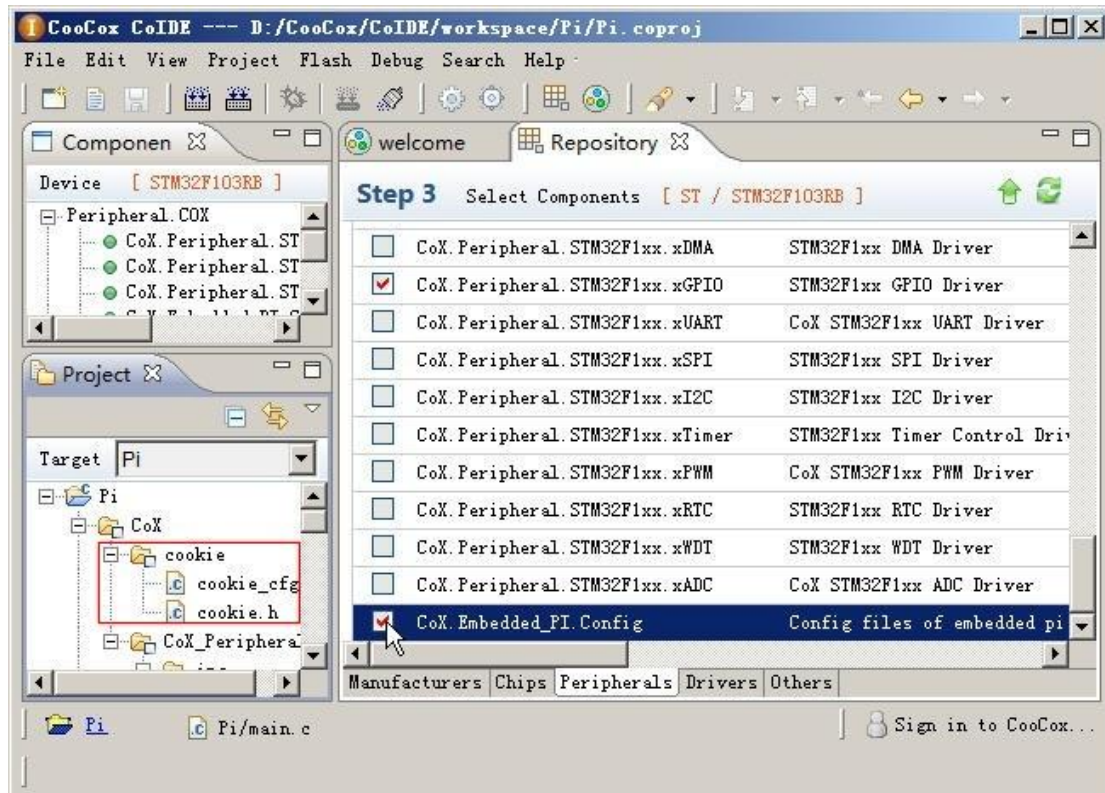 CooCox CoIDE --- D:/CooCox/CoIDE/workspace/Pi/Pi.coproj
File Edit View Project Flash Debug Search Help
Componen
Device [ STM32F103RB ]
Peripheral.COX
CoX.Peripheral.ST
CoX.Peripheral.ST
CoX.Peripheral.ST
Project
Target Pi
Pi
CoX
cookie
cookie_cfg
cookie.h
CoX_Periphera
welcome Repository
Step 3 Select Components [ ST / STM32F103RB ]
CoX.Peripheral.STM32F1xx.xDMA STM32F1xx DMA Driver
CoX.Peripheral.STM32F1xx.xGPIO STM32F1xx GPIO Driver
CoX.Peripheral.STM32F1xx.xUART CoX STM32F1xx UART Driver
CoX.Peripheral.STM32F1xx.xSPI STM32F1xx SPI Driver
CoX.Peripheral.STM32F1xx.xI2C STM32F1xx I2C Driver
CoX.Peripheral.STM32F1xx.xTimer STM32F1xx Timer Control Driv
CoX.Peripheral.STM32F1xx.xPWM CoX STM32F1xx PWM Driver
CoX.Peripheral.STM32F1xx.xRTC STM32F1xx RTC Driver
CoX.Peripheral.STM32F1xx.xWDT STM32F1xx WDT Driver
CoX.Peripheral.STM32F1xx.xADC CoX STM32F1xx ADC Driver
CoX.Embedded_PI.Config Config files of embedded pi
Manufacturers Chips Peripherals Drivers Others
Pi Pi/main.c Sign in to CooCox...